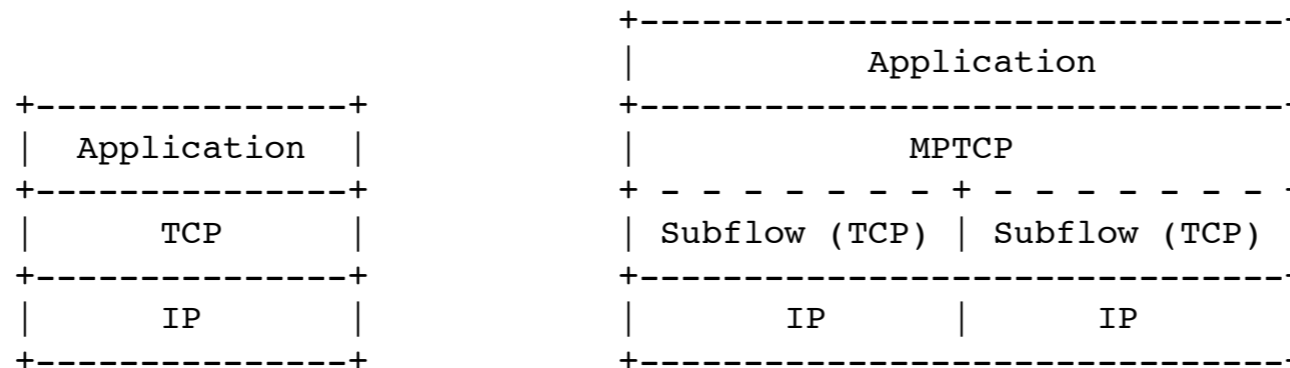 +-------------------------------
                              |           Application
+---------------+             +-------------------------------
|  Application  |             |             MPTCP
+---------------+             + - - - - - - - + - - - - - - -
|      TCP      |             | Subflow (TCP) | Subflow (TCP)
+---------------+             +-------------------------------
|      IP       |             |       IP      |      IP
+---------------+             +-------------------------------